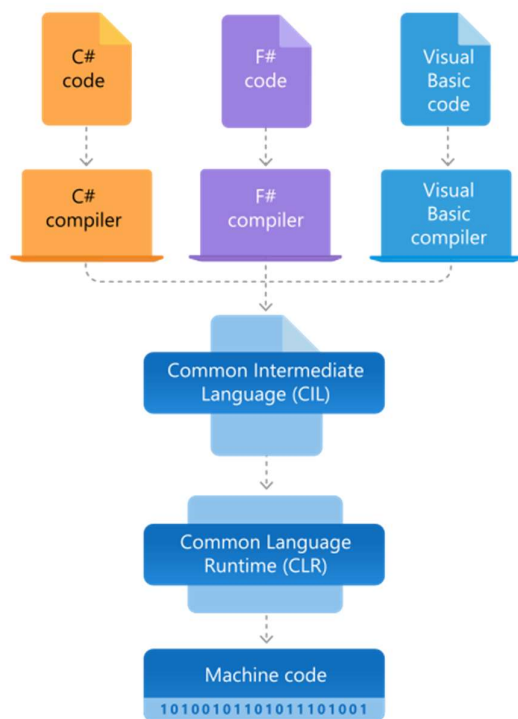 C#
code
F#
code
Visual
Basic
code
C#
compiler
F#
compiler
Visual
Basic
compiler
Common Intermediate
Language (CIL)
Common Language
Runtime (CLR)
Machine code
101001011010111101001